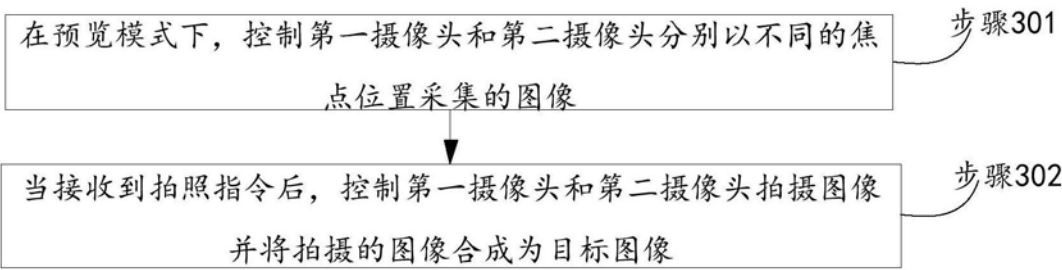 在预览模式下，控制第一摄像头和第二摄像头分别以不同的焦
点位置采集的图像
步骤301
当接收到拍照指令后，控制第一摄像头和第二摄像头拍摄图像
并将拍摄的图像合成为目标图像
步骤302